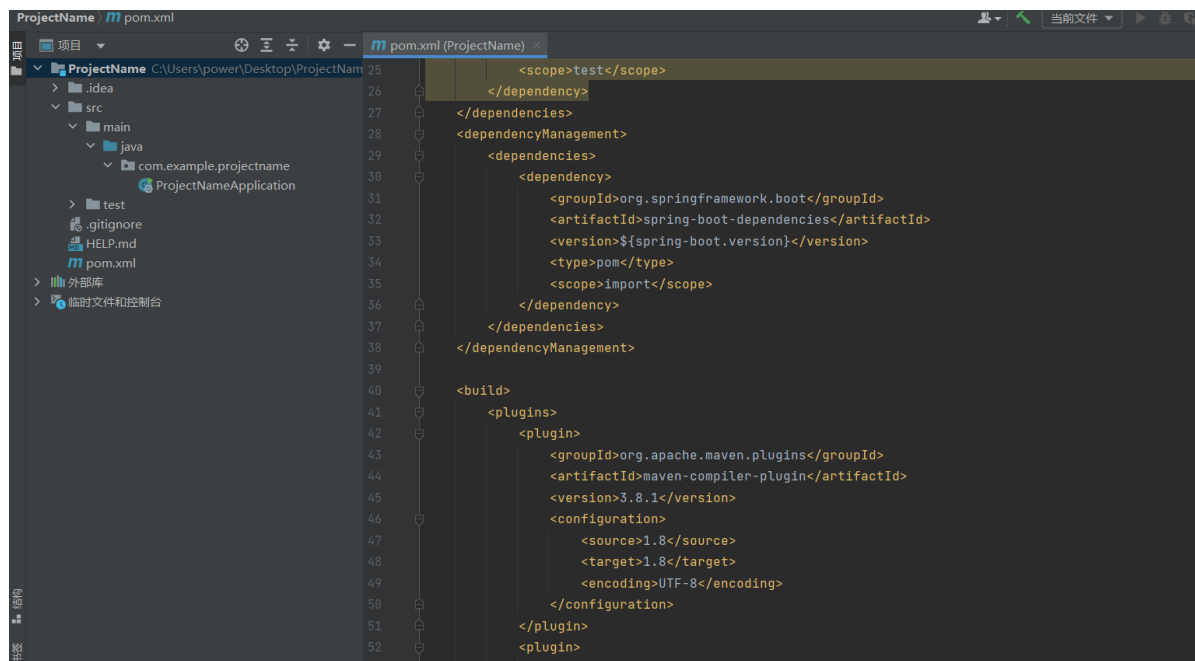 ProjectName pom.xml 当前文件
项目
项目
pom.xml (ProjectName)
ProjectName C:\Users\power\Desktop\ProjectNam
.idea
src
main
java
com.example.projectname
ProjectNameApplication
test
.gitignore
HELP.md
pom.xml
外部库
临时文件和控制台
结构
书签
25 <scope>test</scope>
26 </dependency>
27 </dependencies>
28 <dependencyManagement>
29 <dependencies>
30 <dependency>
31 <groupId>org.springframework.boot</groupId>
32 <artifactId>spring-boot-dependencies</artifactId>
33 <version>${spring-boot.version}</version>
34 <type>pom</type>
35 <scope>import</scope>
36 </dependency>
37 </dependencies>
38 </dependencyManagement>
39
40 <build>
41 <plugins>
42 <plugin>
43 <groupId>org.apache.maven.plugins</groupId>
44 <artifactId>maven-compiler-plugin</artifactId>
45 <version>3.8.1</version>
46 <configuration>
47 <source>1.8</source>
48 <target>1.8</target>
49 <encoding>UTF-8</encoding>
50 </configuration>
51 </plugin>
52 <plugin>